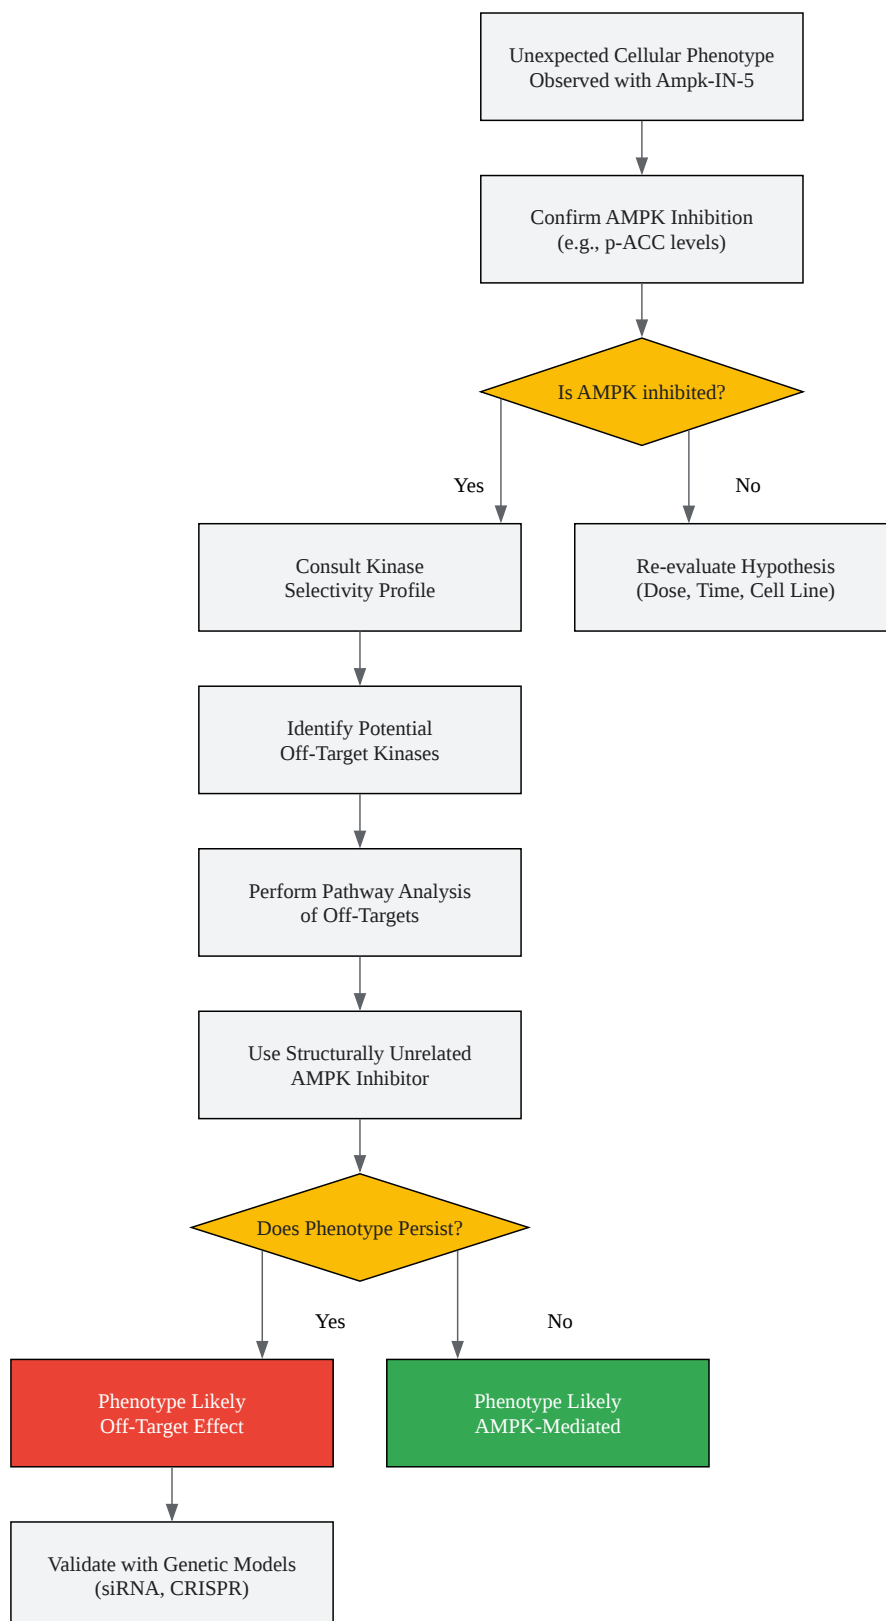 Unexpected Cellular Phenotype
Observed with Ampk-IN-5
Confirm AMPK Inhibition
(e.g., p-ACC levels)
Is AMPK inhibited?
Yes
No
Consult Kinase
Selectivity Profile
Re-evaluate Hypothesis
(Dose, Time, Cell Line)
Identify Potential
Off-Target Kinases
Perform Pathway Analysis
of Off-Targets
Use Structurally Unrelated
AMPK Inhibitor
Does Phenotype Persist?
Yes
No
Phenotype Likely
Off-Target Effect
Phenotype Likely
AMPK-Mediated
Validate with Genetic Models
(siRNA, CRISPR)